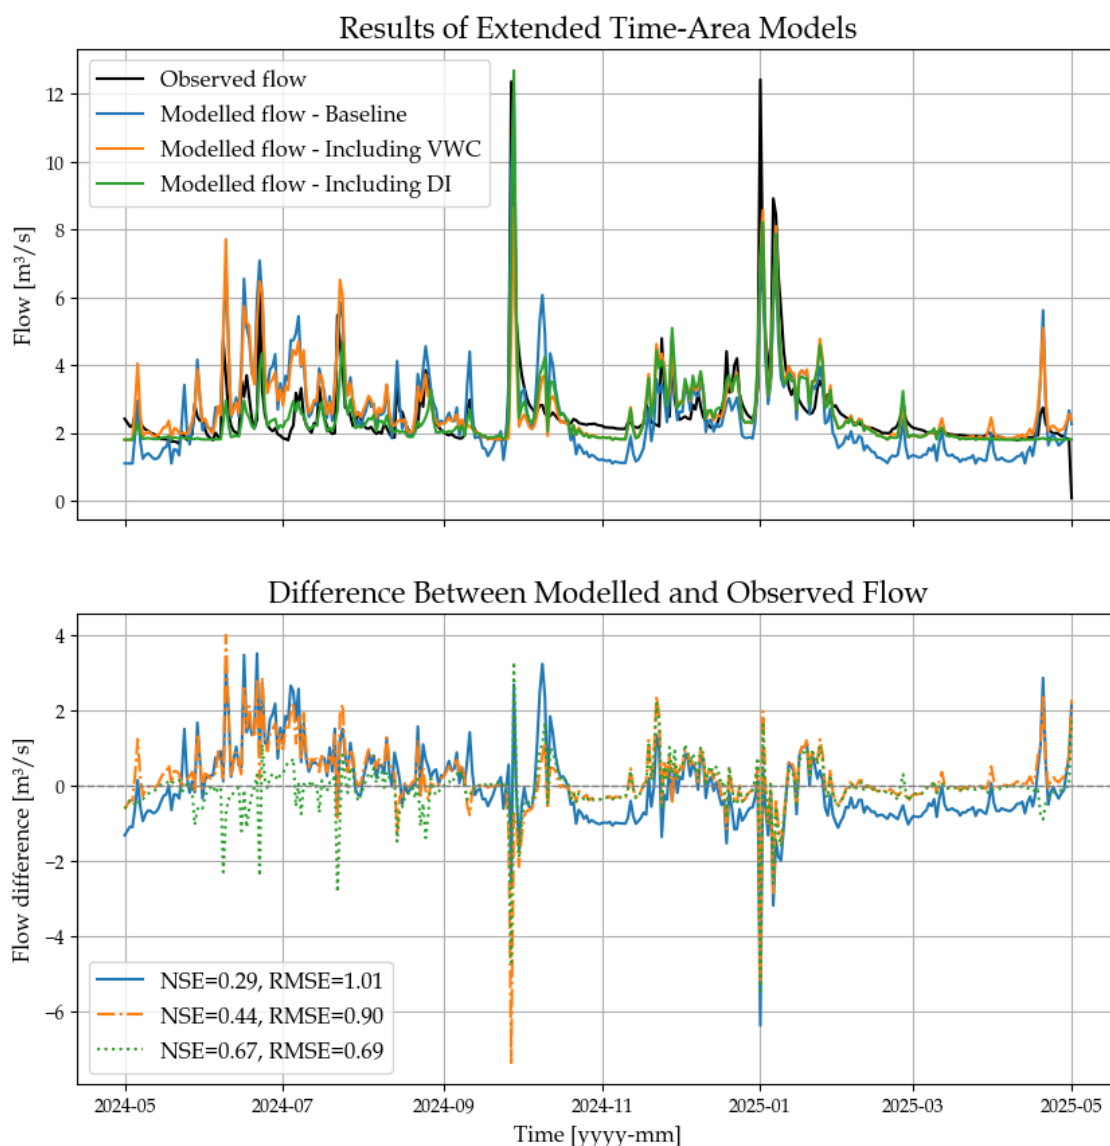 Results of Extended Time-Area Models
Observed flow
Modelled flow - Baseline
Modelled flow - Including VWC
Modelled flow - Including DI
Flow [m³/s]
12
10
8
6
4
2
0
Difference Between Modelled and Observed Flow
Flow difference [m³/s]
4
2
0
−2
−4
−6
NSE=0.29, RMSE=1.01
NSE=0.44, RMSE=0.90
NSE=0.67, RMSE=0.69
2024-05 2024-07 2024-09 2024-11 2025-01 2025-03 2025-05
Time [yyyy-mm]